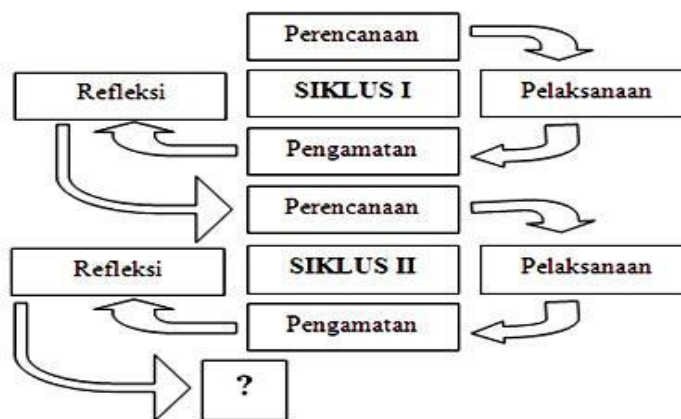 Perencanaan
Refleksi
SIKLUS I
Pelaksanaan
Pengamatan
Perencanaan
Refleksi
SIKLUS II
Pelaksanaan
Pengamatan
?